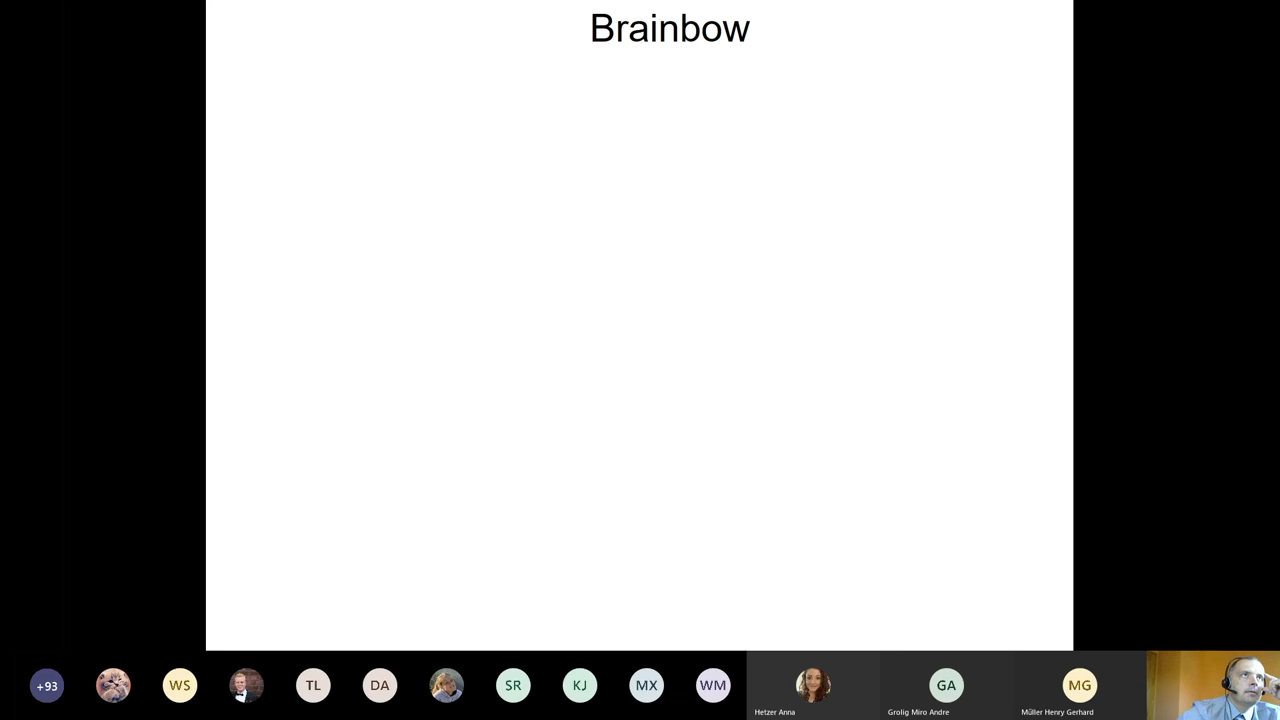 Brainbow
+93
WS
TL
DA
SR
KJ
MX
WM
GA
MG
Hetzer Anna
Grolig Miro Andre
Müller Henry Gerhard